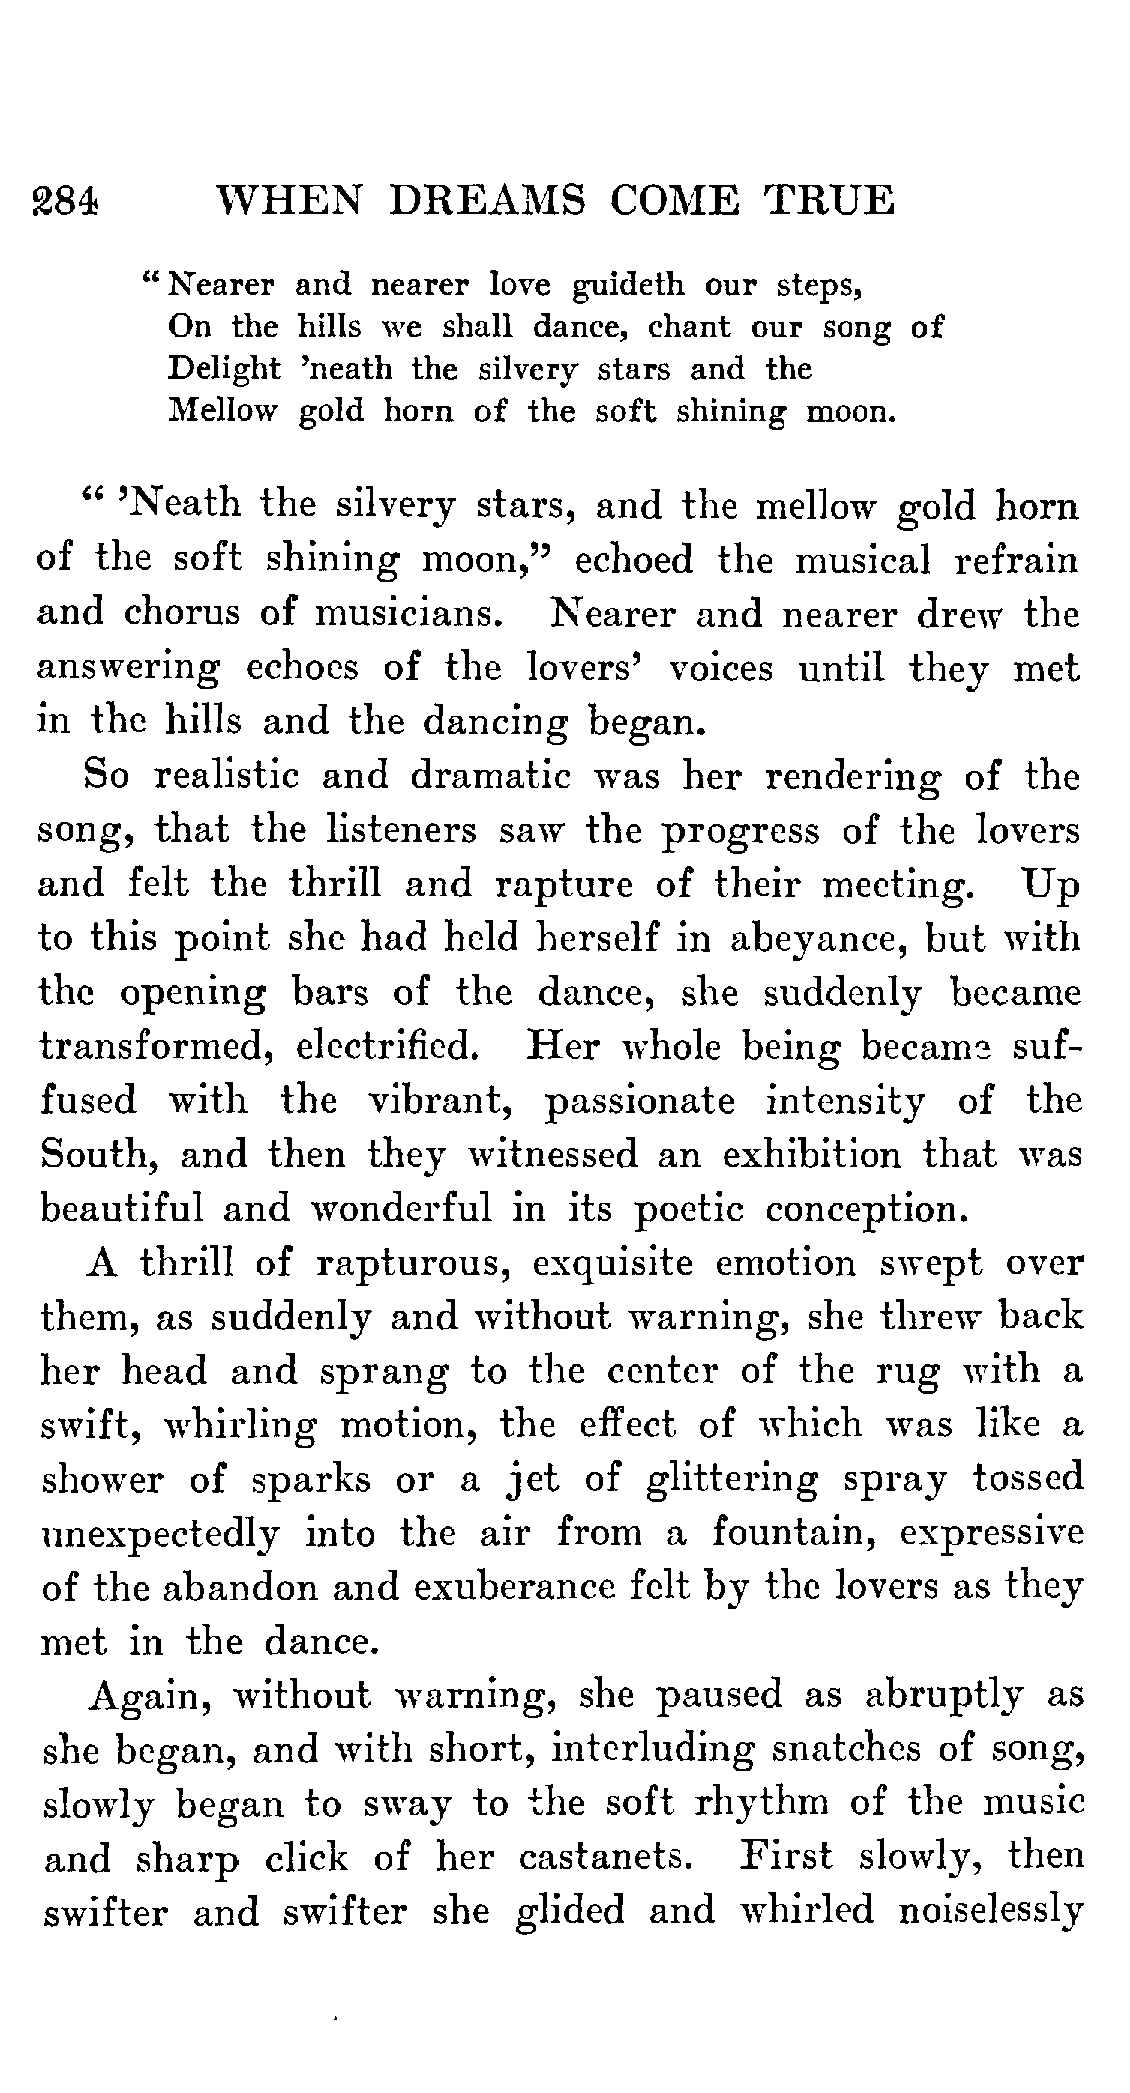 284 WHEN DREAMS COME TRUE
“Nearer and nearer love guideth our steps,
On the hills we shall dance, chant our song of
Delight ’neath the silvery stars and the
Mellow gold horn of the soft shining moon.
“ ’Neath the silvery stars, and the mellow gold horn
of the soft shining moon,” echoed the musical refrain
and chorus of musicians. Nearer and nearer drew the
answering echoes of the lovers’ voices until they met
in the hills and the dancing began.
So realistic and dramatic was her rendering of the
song, that the listeners saw the progress of the lovers
and felt the thrill and rapture of their meeting. Up
to this point she had held herself in abeyance, but with
the opening bars of the dance, she suddenly became
transformed, electrified. Her whole being became suf-
fused with the vibrant, passionate intensity of the
South, and then they witnessed an exhibition that was
beautiful and wonderful in its poetic conception.
A thrill of rapturous, exquisite emotion swept over
them, as suddenly and without warning, she threw back
her head and sprang to the center of the rug with a
swift, whirling motion, the effect of which was like a
shower of sparks or a jet of glittering spray tossed
unexpectedly into the air from a fountain, expressive
of the abandon and exuberance felt by the lovers as they
met in the dance.
Again, without warning, she paused as abruptly as
she began, and with short, interluding snatches of song,
slowly began to sway to the soft rhythm of the music
and sharp click of her castanets. First slowly, then
swifter and swifter she glided and whirled noiselessly